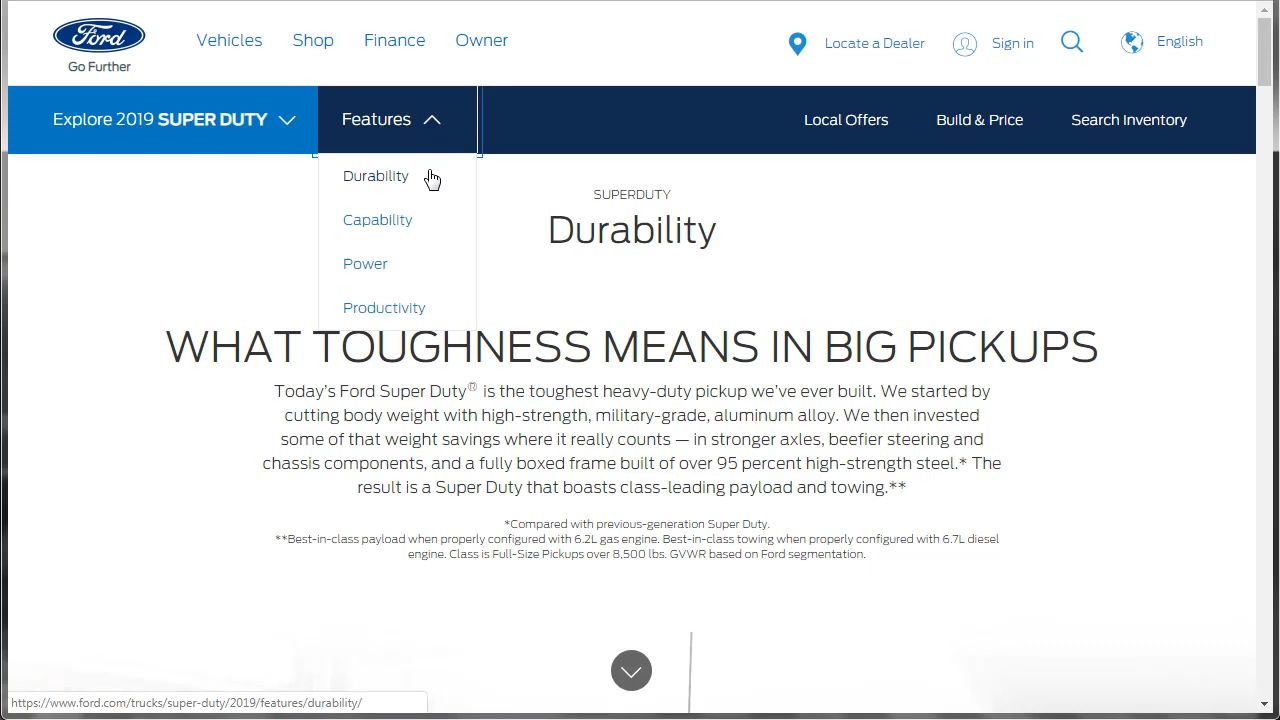 Ford
Go Further
Vehicles Shop Finance Owner
Locate a Dealer Sign in English
Explore 2019 SUPER DUTY Features Local Offers Build & Price Search Inventory
Durability
Capability
Power
Productivity
SUPERDUTY
Durability
WHAT TOUGHNESS MEANS IN BIG PICKUPS
Today's Ford Super Duty® is the toughest heavy-duty pickup we've ever built. We started by
cutting body weight with high-strength, military-grade, aluminum alloy. We then invested
some of that weight savings where it really counts — in stronger axles, beefier steering and
chassis components, and a fully boxed frame built of over 95 percent high-strength steel.* The
result is a Super Duty that boasts class-leading payload and towing.**
*Compared with previous-generation Super Duty.
**Best-in-class payload when properly configured with 6.2L gas engine. Best-in-class towing when properly configured with 6.7L diesel
engine. Class is Full-Size Pickups over 8,500 lbs. GVWR based on Ford segmentation.
https://www.ford.com/trucks/super-duty/2019/features/durability/